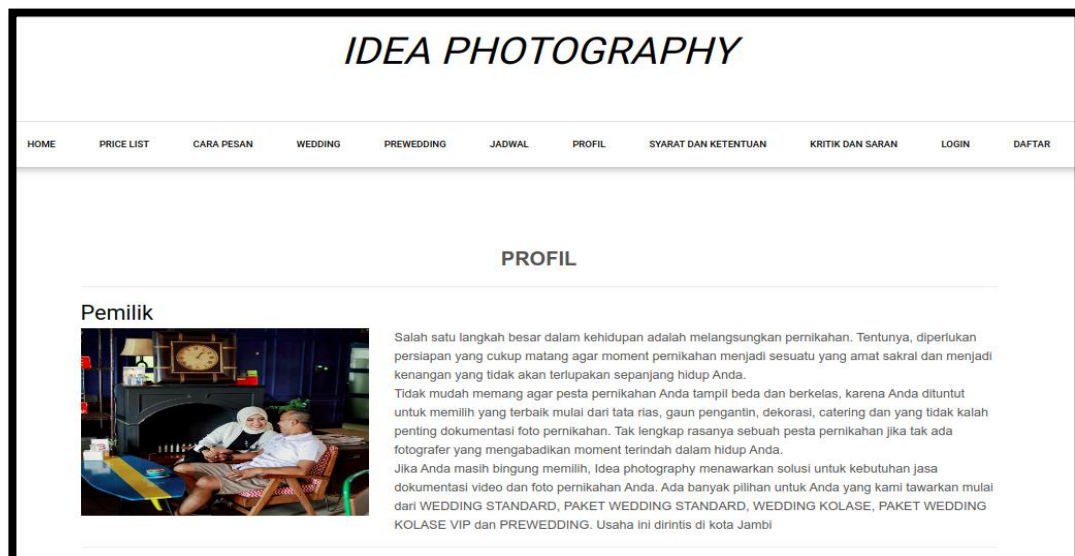 IDEA PHOTOGRAPHY
HOME PRICE LIST CARA PESAN WEDDING PREWEDDING JADWAL PROFIL SYARAT DAN KETENTUAN KRITIK DAN SARAN LOGIN DAFTAR
PROFIL
Pemilik
Salah satu langkah besar dalam kehidupan adalah melangsungkan pernikahan. Tentunya, diperlukan
persiapan yang cukup matang agar moment pernikahan menjadi sesuatu yang amat sakral dan menjadi
kenangan yang tidak akan terlupakan sepanjang hidup Anda.
Tidak mudah memang agar pesta pernikahan Anda tampil beda dan berkelas, karena Anda dituntut
untuk memilih yang terbaik mulai dari tata rias, gaun pengantin, dekorasi, catering dan yang tidak kalah
penting dokumentasi foto pernikahan. Tak lengkap rasanya sebuah pesta pernikahan jika tak ada
fotografer yang mengabadikan moment terindah dalam hidup Anda.
Jika Anda masih bingung memilih, Idea photography menawarkan solusi untuk kebutuhan jasa
dokumentasi video dan foto pernikahan Anda. Ada banyak pilihan untuk Anda yang kami tawarkan mulai
dari WEDDING STANDARD, PAKET WEDDING STANDARD, WEDDING KOLASE, PAKET WEDDING
KOLASE VIP dan PREWEDDING. Usaha ini dirintis di kota Jambi